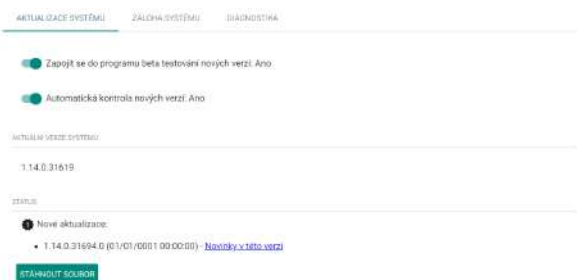 AKTUALIZACE SYSTÉMU ZÁLOHA SYSTÉMU DIAGNOSTIKA
Zapojit se do programu beta testování nových verzí: Ano
Automatická kontrola nových verzí: Ano
AKTUÁLNÍ VERZE SYSTÉMU
1.14.0.31619
STATUS
Nové aktualizace:
1.14.0.31694.0 (01/01/0001 00:00:00) - Novinky v této verzi
STÁHNOUT SOUBOR